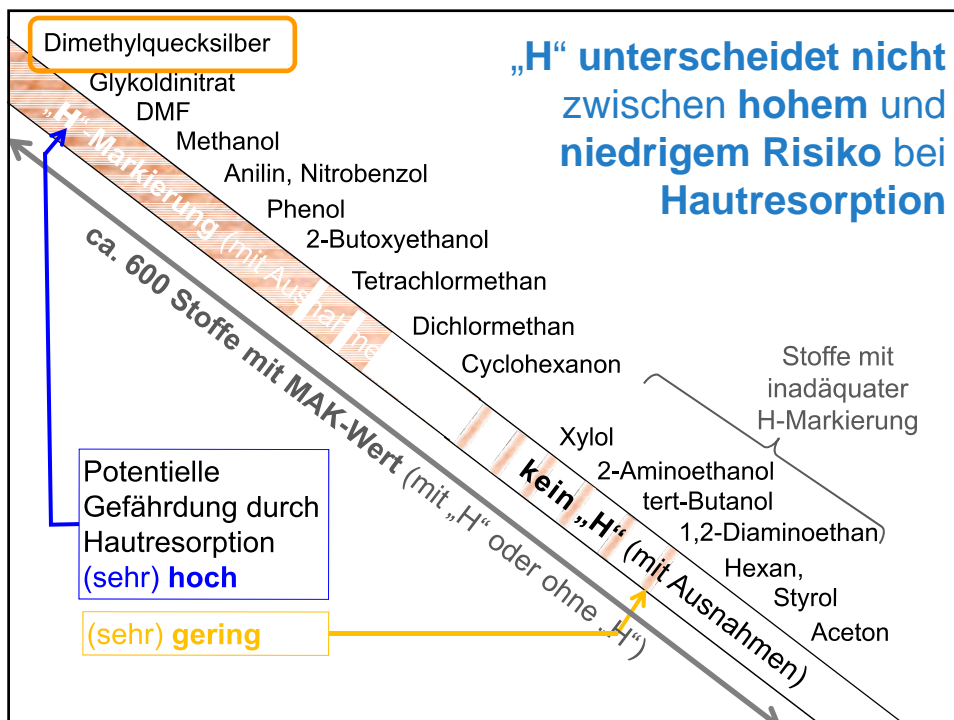 Dimethylquecksilber
„H“ unterscheidet nicht
zwischen hohem und
niedrigem Risiko bei
Hautresorption
Glykoldinitrat
DMF
Methanol
Anilin, Nitrobenzol
Phenol
2-Butoxyethanol
Tetrachlormethan
Dichlormethan
Cyclohexanon
Xylol
2-Aminoethanol
tert-Butanol
1,2-Diaminoethan
Hexan,
Styrol
Aceton
Stoffe mit
inadäquater
H-Markierung
„H“-Markierung (mit Ausnahme
kein „H“ (mit Ausnahmen)
ca. 600 Stoffe mit MAK-Wert (mit „H“ oder ohne „H“)
Potentielle
Gefährdung durch
Hautresorption
(sehr) hoch
(sehr) gering